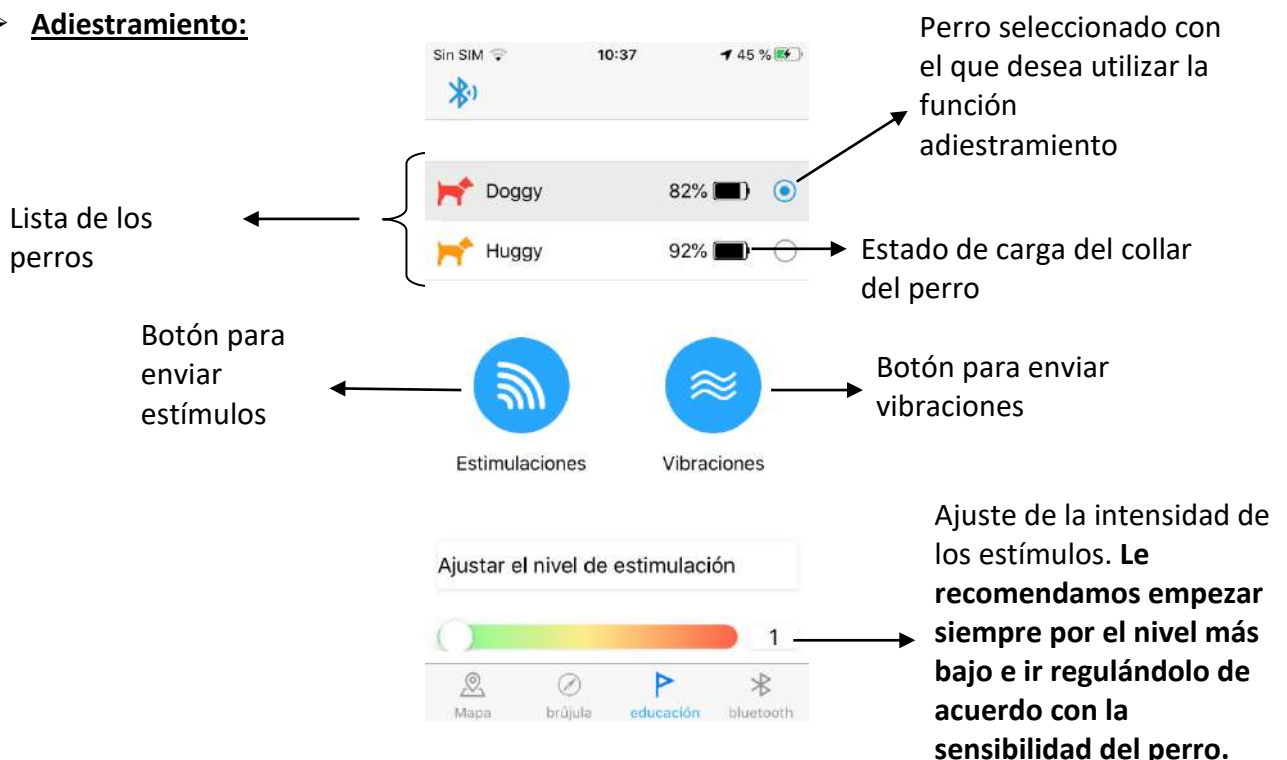 Adiestramiento:
Perro seleccionado con
el que desea utilizar la
función
adiestramiento
Sin SIM 10:37 45 %
Doggy 82%
Lista de los
perros
Huggy 92%
Estado de carga del collar
del perro
Botón para
enviar
estímulos
Botón para enviar
vibraciones
Estimulaciones Vibraciones
Ajuste de la intensidad de
los estímulos. Le
recomendamos empezar
siempre por el nivel más
bajo e ir regulándolo de
acuerdo con la
sensibilidad del perro.
Ajustar el nivel de estimulación
1
Mapa brújula educación bluetooth